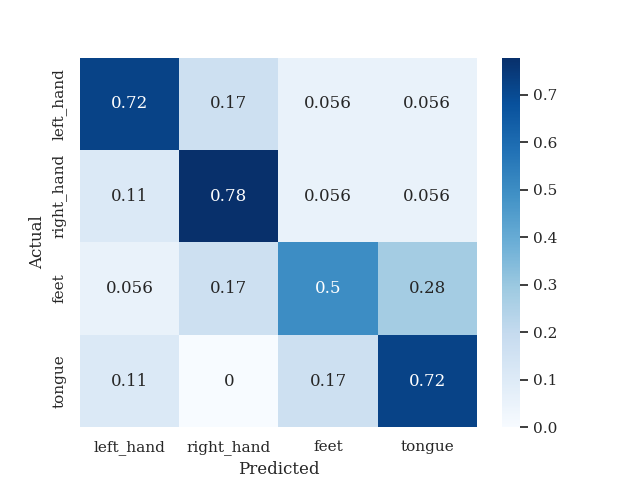 left_hand
0.72 0.17 0.056 0.056
right_hand
0.11 0.78 0.056 0.056
Actual
feet
0.056 0.17 0.5 0.28
tongue
0.11 0 0.17 0.72
left_hand right_hand feet tongue
Predicted
0.7
0.6
0.5
0.4
0.3
0.2
0.1
0.0